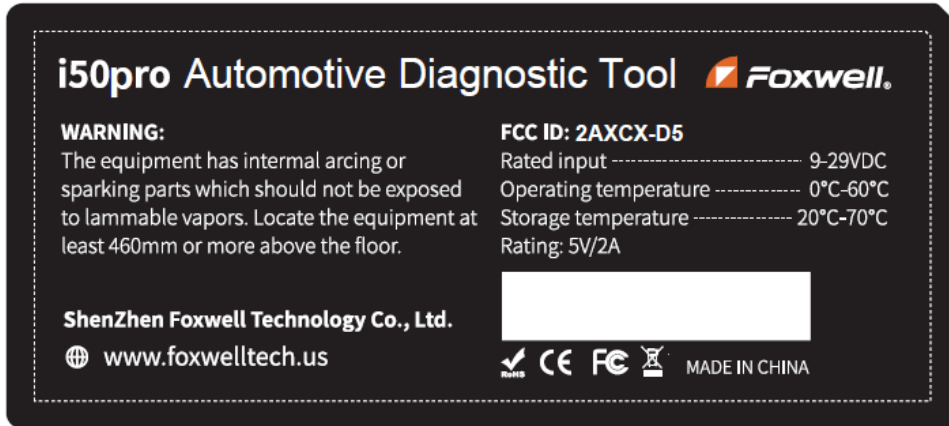 i50pro Automotive Diagnostic Tool FOXWELL®
WARNING:
The equipment has intermal arcing or
sparking parts which should not be exposed
to lammable vapors. Locate the equipment at
least 460mm or more above the floor.
FCC ID: 2AXCX-D5
Rated input ---------------------------- 9-29VDC
Operating temperature ------------- 0°C-60°C
Storage temperature --------------- 20°C-70°C
Rating: 5V/2A
ShenZhen Foxwell Technology Co., Ltd.
www.foxwelltech.us
RoHS CE FC MADE IN CHINA